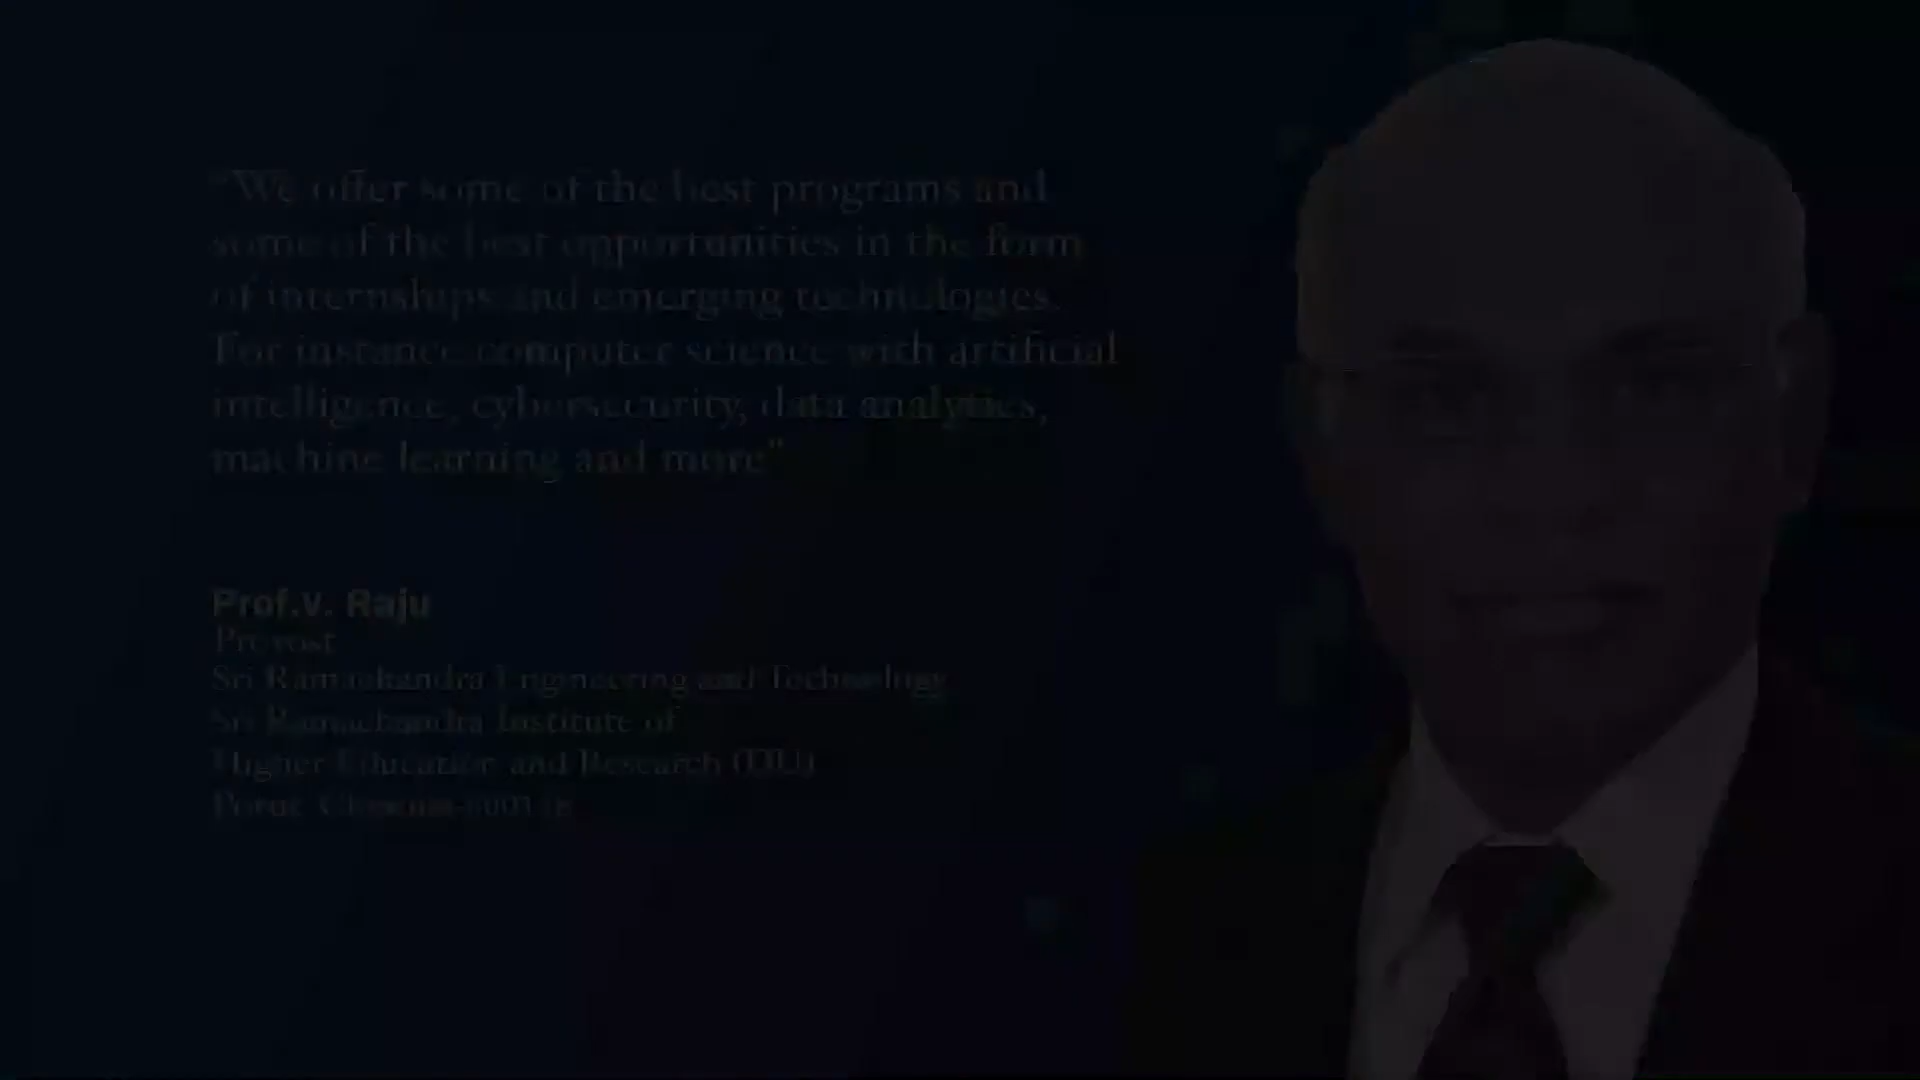 "We offer some of the best programs and
some of the best opportunities in the form
of internships and emerging technologies.
For instance computer science with artificial
intelligence, cybersecurity, data analytics,
machine learning and more"
Prof.V. Raju
Provost
Sri Ramachandra Engineering and Technology
Sri Ramachandra Institute of
Higher Education and Research (DU)
Porur, Chennai-